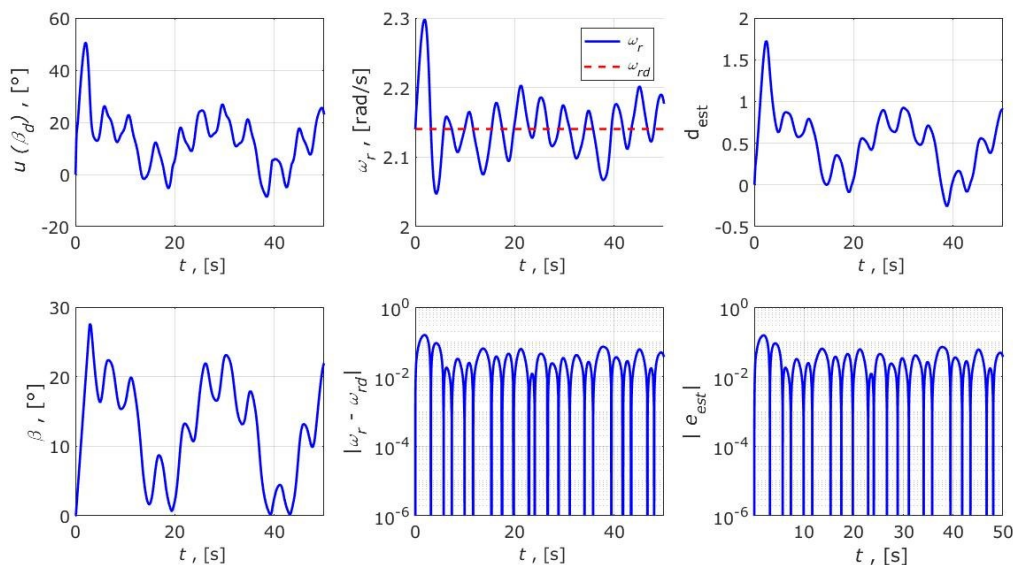 60
40
20
0
-20
0 20 40
u (β_d) , [°]
t , [s]
2.3
2.2
2.1
2
0 20 40
ω_r , [rad/s]
t , [s]
ω_r
ω_rd
2
1.5
1
0.5
0
-0.5
0 20 40
d_est
t , [s]
30
20
10
0
0 20 40
β , [°]
t , [s]
10^0
10^-2
10^-4
10^-6
0 20 40
|ω_r - ω_rd|
t , [s]
10^0
10^-2
10^-4
10^-6
0 10 20 30 40 50
| e_est|
t , [s]